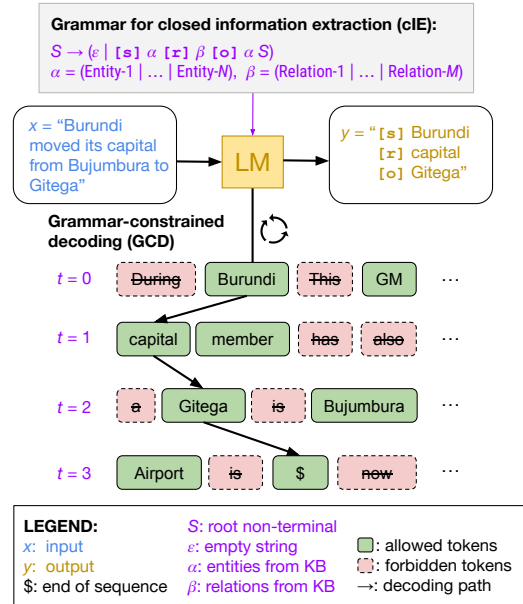 Grammar for closed information extraction (cIE):
S → (ε | [s] α [r] β [o] α S)
α = (Entity-1 | … | Entity-N), β = (Relation-1 | … | Relation-M)
x = “Burundi
moved its capital
from Bujumbura to
Gitega”
LM
y = “[s] Burundi
[r] capital
[o] Gitega”
Grammar-constrained
decoding (GCD)
t = 0 During Burundi This GM ⋯
t = 1 capital member has also ⋯
t = 2 a Gitega is Bujumbura ⋯
t = 3 Airport is $ now ⋯
LEGEND:
x: input
y: output
$: end of sequence
S: root non-terminal
ε: empty string
α: entities from KB
β: relations from KB
: allowed tokens
: forbidden tokens
→: decoding path